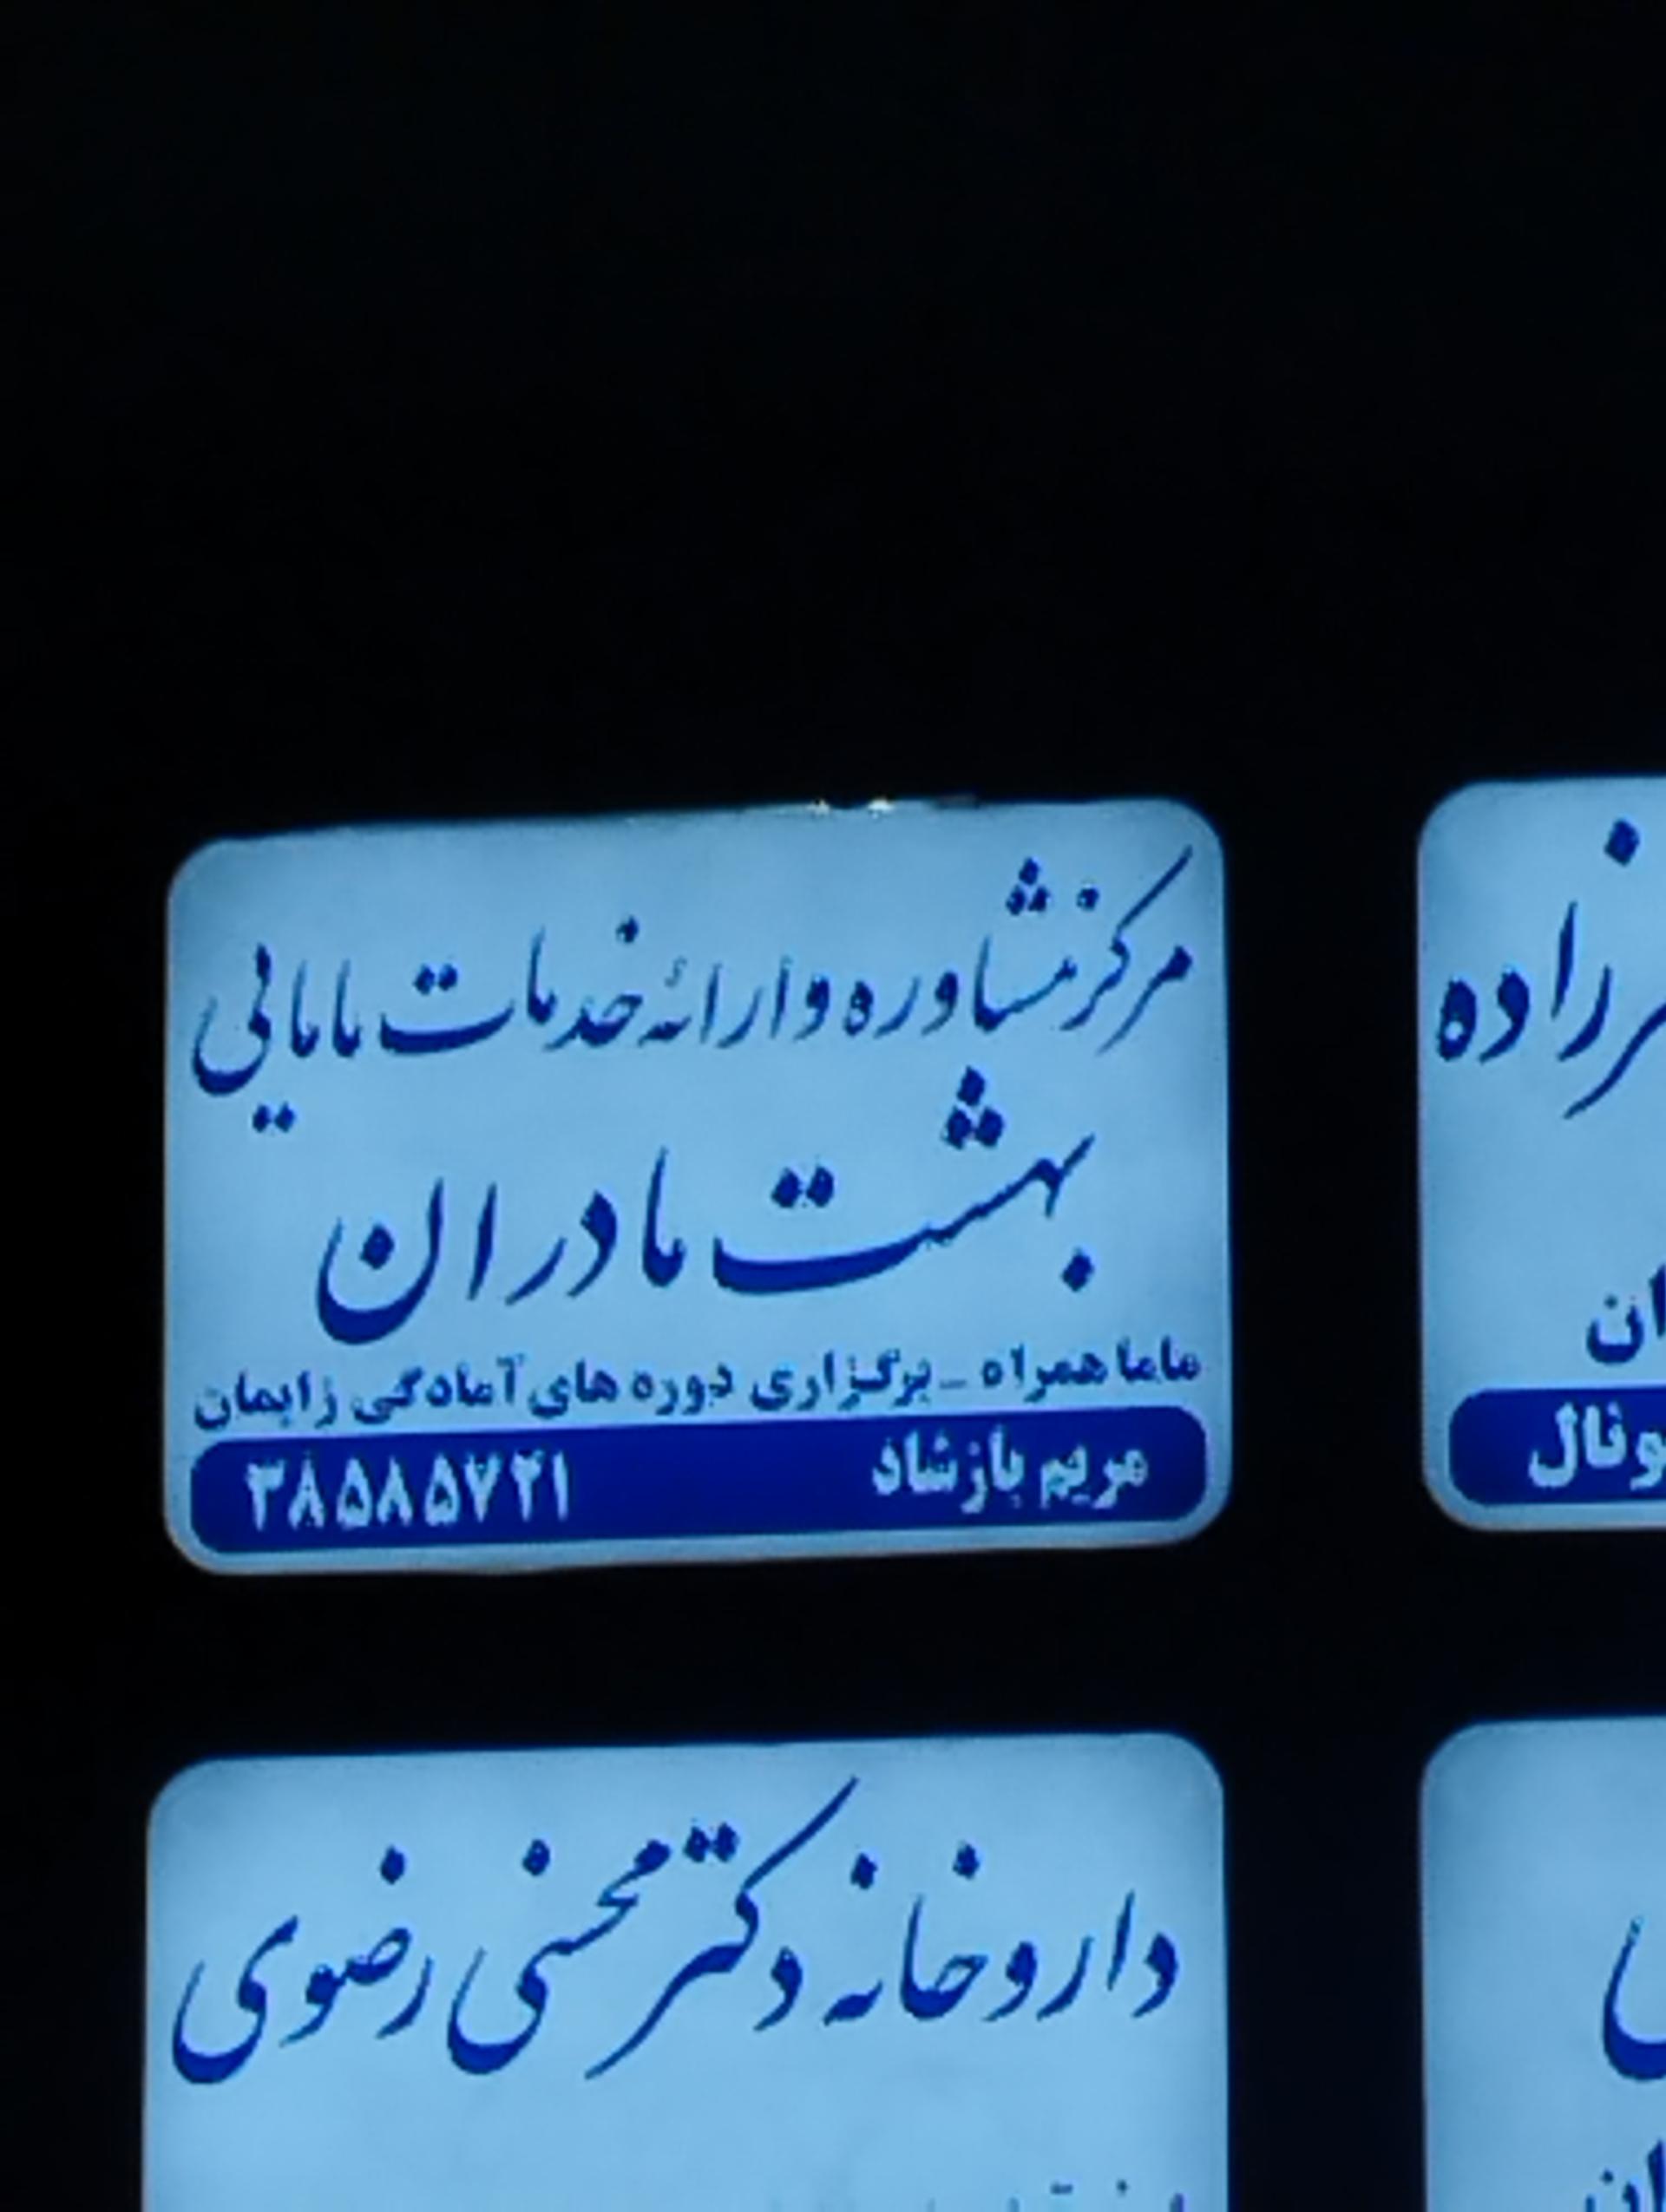 مرکز مشاوره و ارائه خدمات مامایی
بهشت مادران
ماما همراه - برگزاری دوره های آمادگی زایمان
مریم بازشاد ۳۸۵۸۵۷۴۱
داروخانه دکتر محسنی رضوی